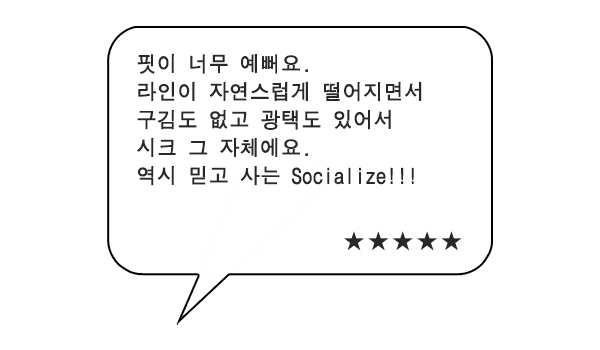 핏이 너무 예뻐요.
라인이 자연스럽게 떨어지면서
구김도 없고 광택도 있어서
시크 그 자체에요.
역시 믿고 사는 Socialize!!!
★★★★★